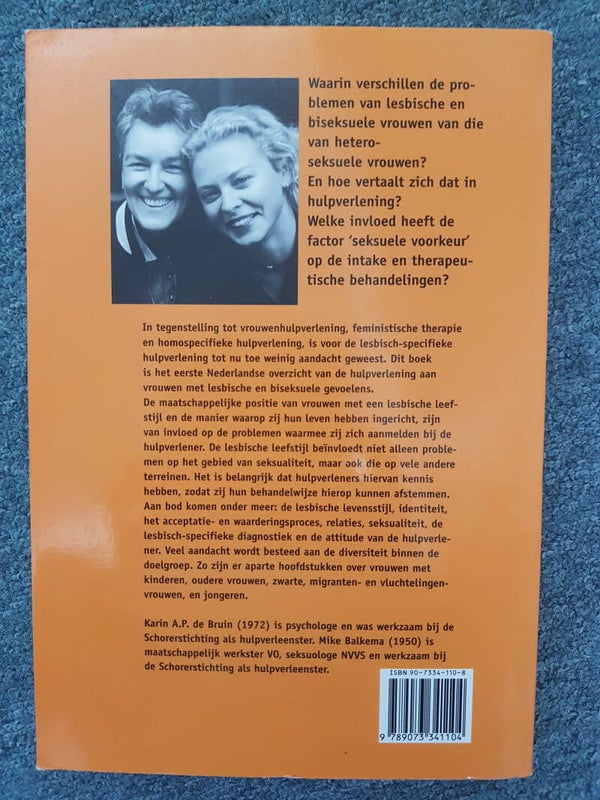 Waarin verschillen de pro-
blemen van lesbische en
biseksuele vrouwen van die
van hetero-
seksuele vrouwen?
En hoe vertaalt zich dat in
hulpverlening?
Welke invloed heeft de
factor ‘seksuele voorkeur’
op de intake en therapeu-
tische behandelingen?
In tegenstelling tot vrouwenhulpverlening, feministische therapie
en homospecifieke hulpverlening, is voor de lesbisch-specifieke
hulpverlening tot nu toe weinig aandacht geweest. Dit boek
is het eerste Nederlandse overzicht van de hulpverlening aan
vrouwen met lesbische en biseksuele gevoelens.
De maatschappelijke positie van vrouwen met een lesbische leef-
stijl en de manier waarop zij hun leven hebben ingericht, zijn
van invloed op de problemen waarmee zij zich aanmelden bij de
hulpverlener. De lesbische leefstijl beïnvloedt niet alleen proble-
men op het gebied van seksualiteit, maar ook die op vele andere
terreinen. Het is belangrijk dat hulpverleners hiervan kennis
hebben, zodat zij hun behandelwijze hierop kunnen afstemmen.
Aan bod komen onder meer: de lesbische levensstijl, identiteit,
het acceptatie- en waarderingsproces, relaties, seksualiteit, de
lesbisch-specifieke diagnostiek en de attitude van de hulpverle-
ner. Veel aandacht wordt besteed aan de diversiteit binnen de
doelgroep. Zo zijn er aparte hoofdstukken over vrouwen met
kinderen, oudere vrouwen, zwarte, migranten- en vluchtelingen-
vrouwen, en jongeren.
Karin A.P. de Bruin (1972) is psychologe en was werkzaam bij de
Schorerstichting als hulpverleenster. Mike Balkema (1950) is
maatschappelijk werkster VO, seksuologe NVVS en werkzaam bij
de Schorerstichting als hulpverleenster.
ISBN 90-7334-110-8
9 789073 341104